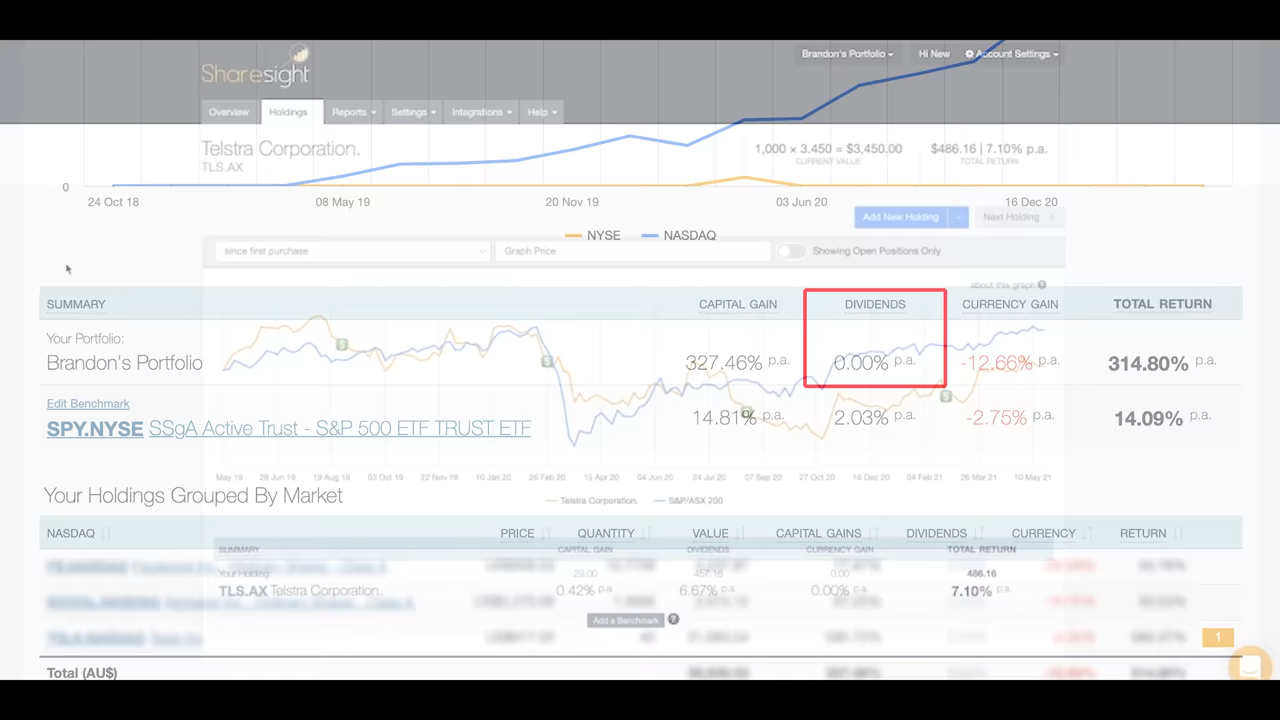 Brandon's Portfolio Hi New Account Settings
Sharesight
Overview Holdings Reports Settings Integrations Help
Telstra Corporation.
TLS.AX
1,000 × 3.450 = $3,450.00
CURRENT VALUE
$486.16 | 7.10% p.a.
TOTAL RETURN
0
24 Oct 18 08 May 19 20 Nov 19 03 Jun 20 16 Dec 20
Add New Holding Next Holding
NYSE NASDAQ
since first purchase Graph Price Showing Open Positions Only
about this graph ?
SUMMARY CAPITAL GAIN DIVIDENDS CURRENCY GAIN TOTAL RETURN
Your Portfolio:
Brandon's Portfolio 327.46% p.a. 0.00% p.a. -12.66% p.a. 314.80% p.a.
Edit Benchmark
SPY.NYSE SSgA Active Trust - S&P 500 ETF TRUST ETF 14.81% p.a. 2.03% p.a. -2.75% p.a. 14.09% p.a.
May 19 28 Jun 19 19 Aug 19 03 Oct 19 22 Nov 19 10 Jan 20 26 Feb 20 15 Apr 20 04 Jun 20 24 Jul 20 07 Sep 20 27 Oct 20 16 Dec 20 04 Feb 21 26 Mar 21 10 May 21
Your Holdings Grouped By Market
Telstra Corporation. S&P/ASX 200
NASDAQ PRICE QUANTITY VALUE CAPITAL GAINS DIVIDENDS CURRENCY RETURN
SUMMARY CAPITAL GAIN DIVIDENDS CURRENCY GAIN TOTAL RETURN
Your Holding: 29.00 457.16 0.00 486.16
TLS.AX Telstra Corporation. 0.42% p.a. 6.67% p.a. 0.00% p.a. 7.10% p.a.
Add a Benchmark ?
1
Total (AU$)